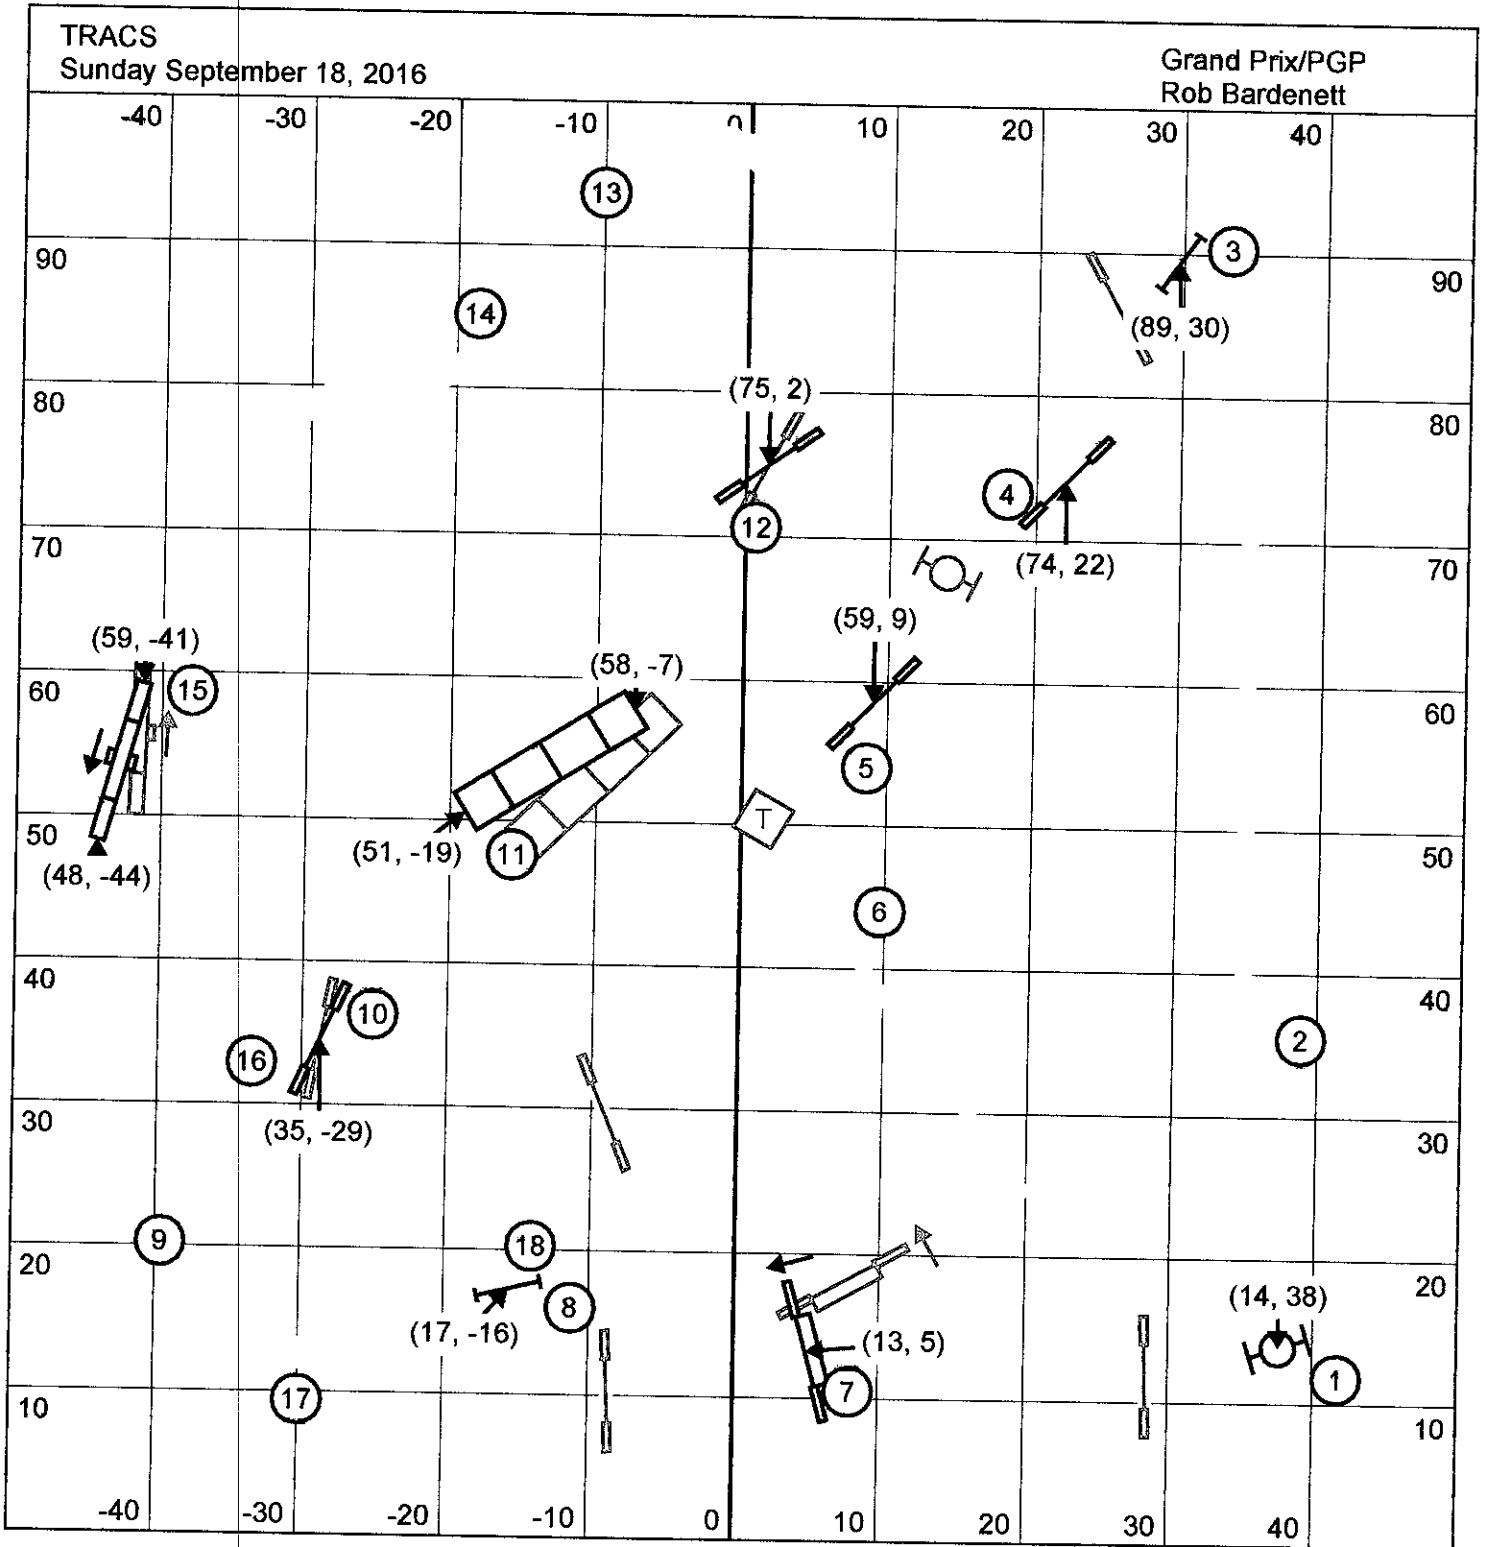 TRACS
Sunday September 18, 2016
Grand Prix/PGP
Rob Bardenett
-40 -30 -20 -10 0 10 20 30 40
13
3
90 90
14
(89, 30)
(75, 2)
80 80
4
12
70 (74, 22) 70
(59, 9)
(59, -41)
(58, -7)
60 15 60
5
T
50 (51, -19) 11 50
(48, -44)
6
40 40
10
2
16
30 (35, -29) 30
9 18
20 20
(14, 38)
8
(17, -16) (13, 5)
7 1
17
10 10
-40 -30 -20 -10 0 10 20 30 40